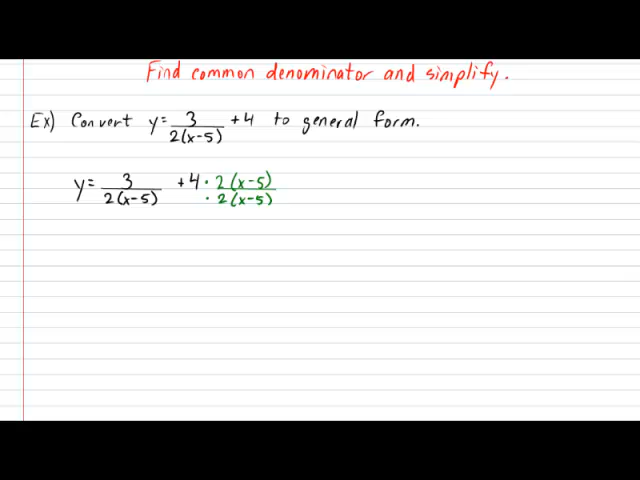 Find common denominator and simplify.
Ex) Convert y = 3/2(x-5) + 4 to general form.
y = 3/2(x-5) + 4 · 2(x-5)/· 2(x-5)